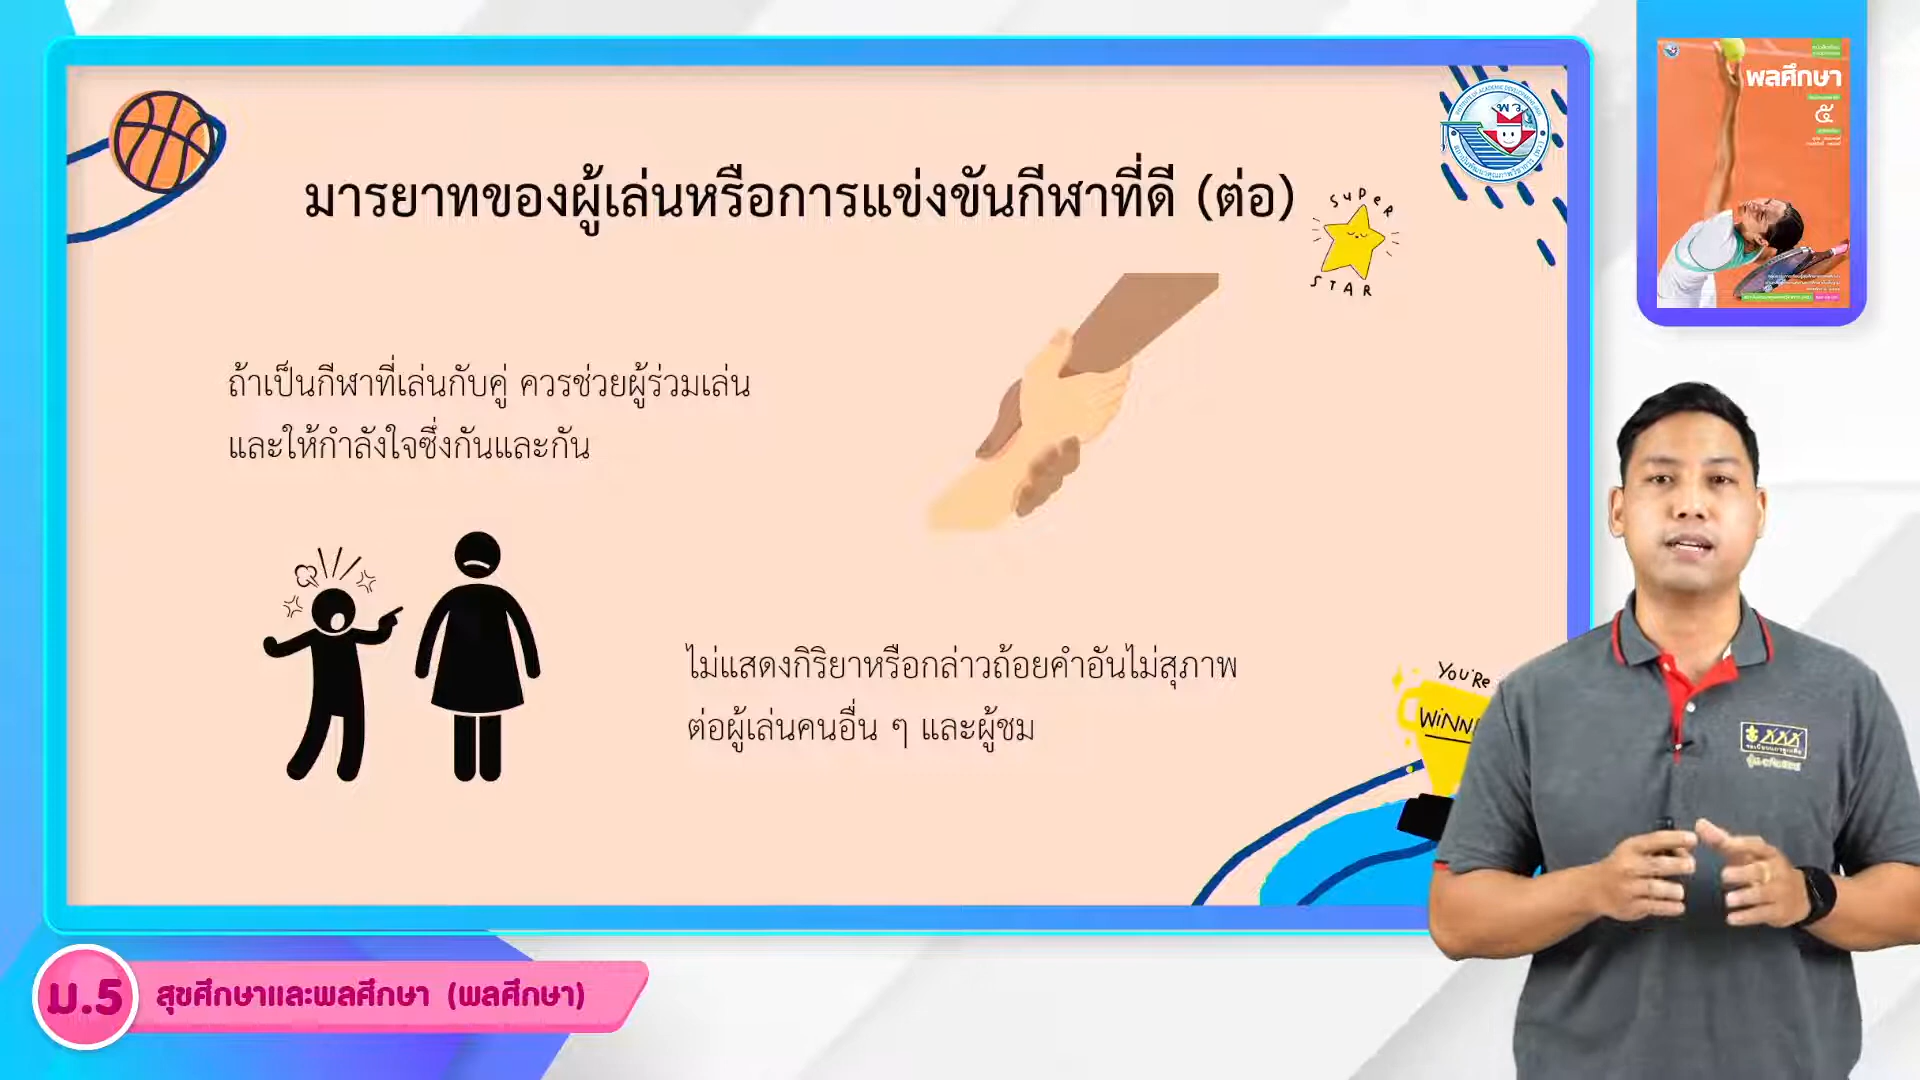 มารยาทของผู้เล่นหรือการแข่งขันกีฬาที่ดี (ต่อ)
SUPER
STAR
ถ้าเป็นกีฬาที่เล่นกับคู่ ควรช่วยผู้ร่วมเล่น
และให้กำลังใจซึ่งกันและกัน
ไม่แสดงกิริยาหรือกล่าวถ้อยคำอันไม่สุภาพ
ต่อผู้เล่นคนอื่น ๆ และผู้ชม
YOU'RE
พว.
พลศึกษา
๕
ม.5
สุขศึกษาและพลศึกษา (พลศึกษา)